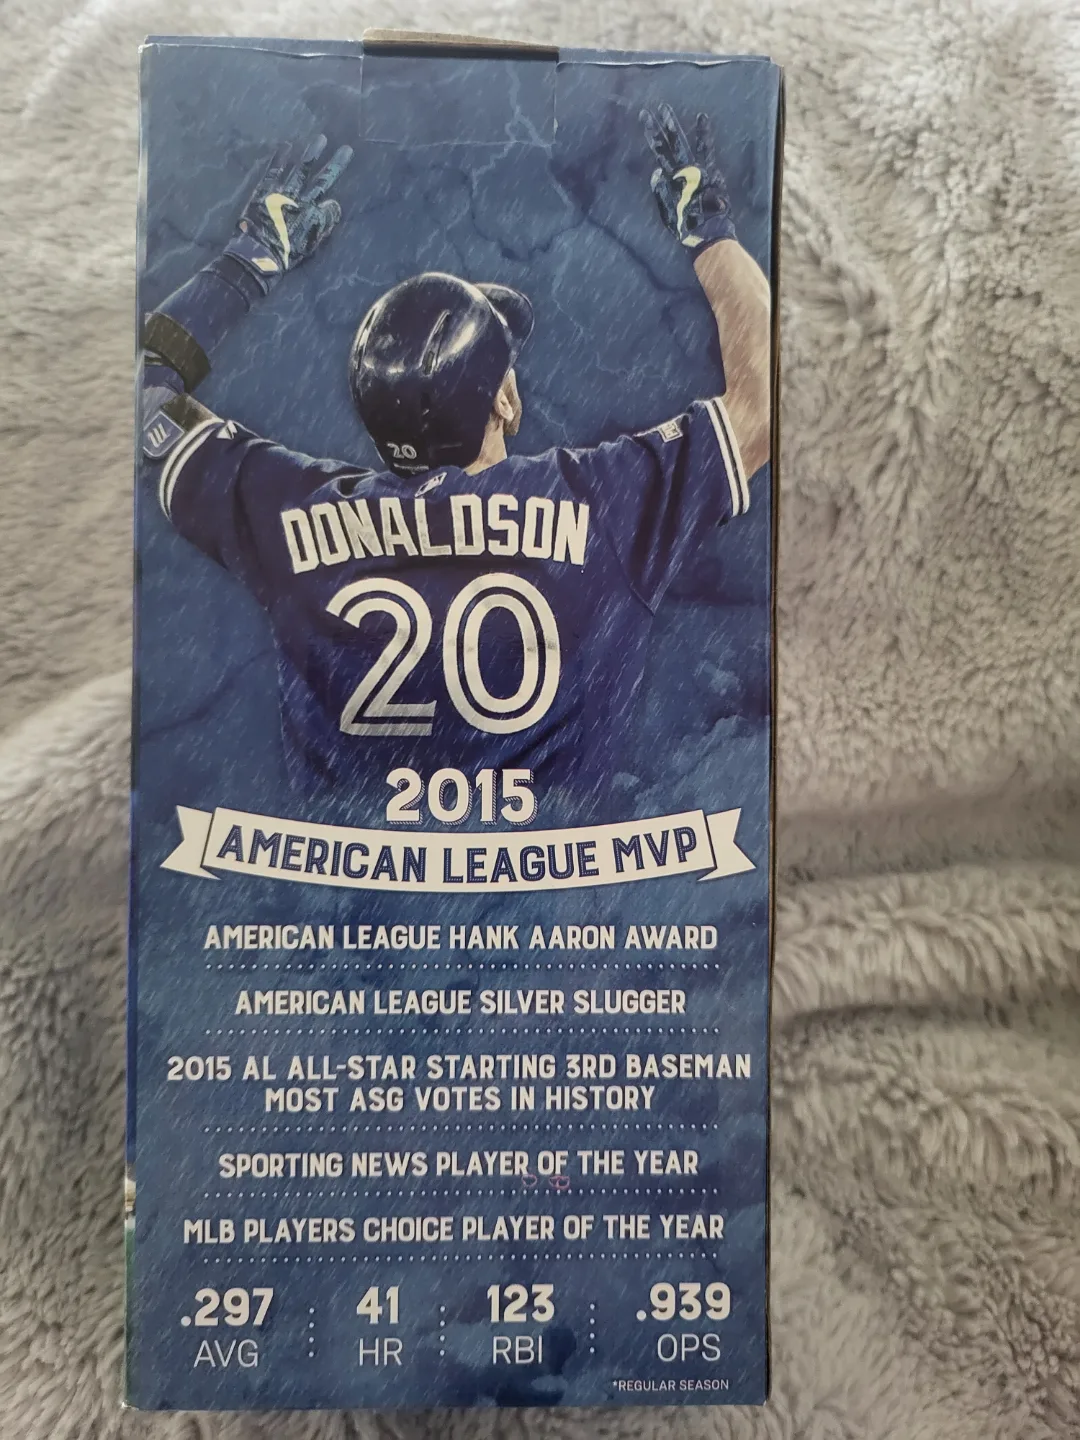 20
DONALDSON
20
2015
AMERICAN LEAGUE MVP
AMERICAN LEAGUE HANK AARON AWARD
AMERICAN LEAGUE SILVER SLUGGER
2015 AL ALL-STAR STARTING 3RD BASEMAN
MOST ASG VOTES IN HISTORY
SPORTING NEWS PLAYER OF THE YEAR
MLB PLAYERS CHOICE PLAYER OF THE YEAR
.297 41 123 .939
AVG HR RBI OPS
*REGULAR SEASON